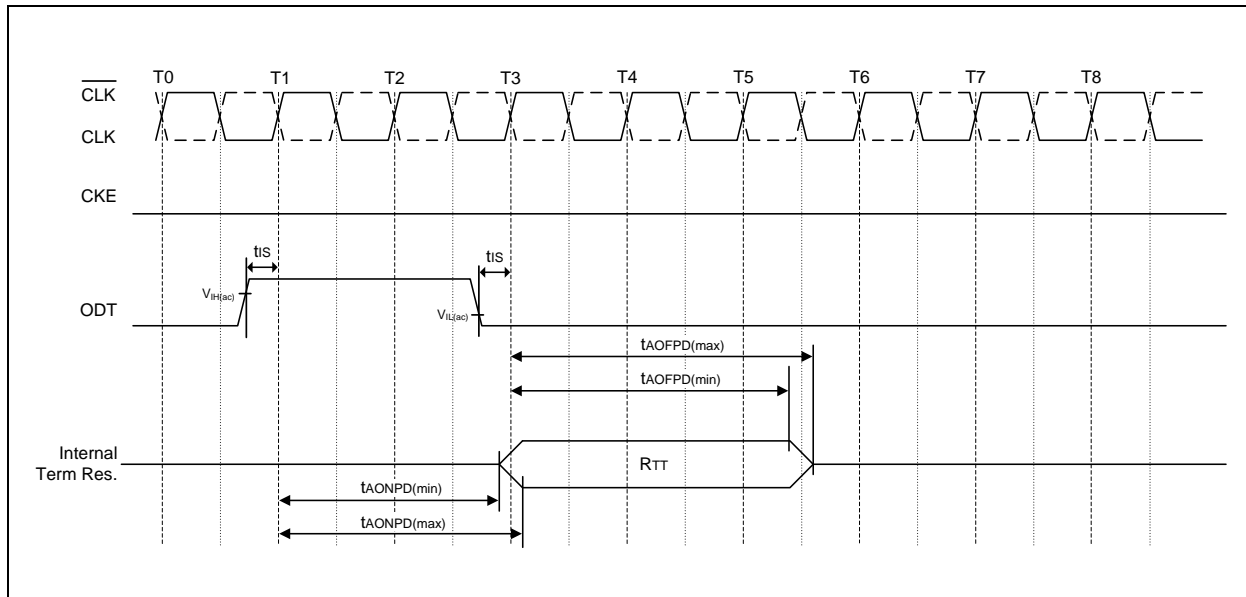 T0 T1 T2 T3 T4 T5 T6 T7 T8
CLK
CLK
CKE
tIS tIS
VIH(ac)
ODT
VIL(ac)
tAOFPD(max)
tAOFPD(min)
Internal
Term Res.
RTT
tAONPD(min)
tAONPD(max)